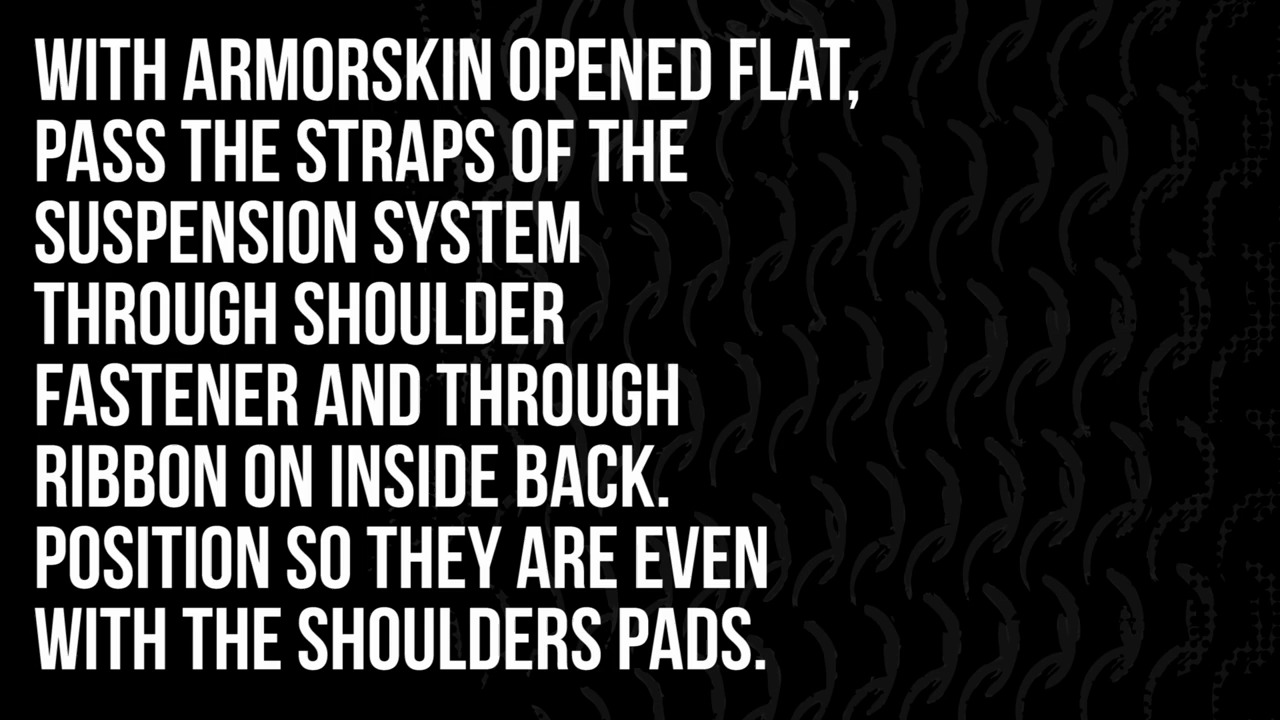 WITH ARMORSKIN OPENED FLAT,
PASS THE STRAPS OF THE
SUSPENSION SYSTEM
THROUGH SHOULDER
FASTENER AND THROUGH
RIBBON ON INSIDE BACK.
POSITION SO THEY ARE EVEN
WITH THE SHOULDERS PADS.